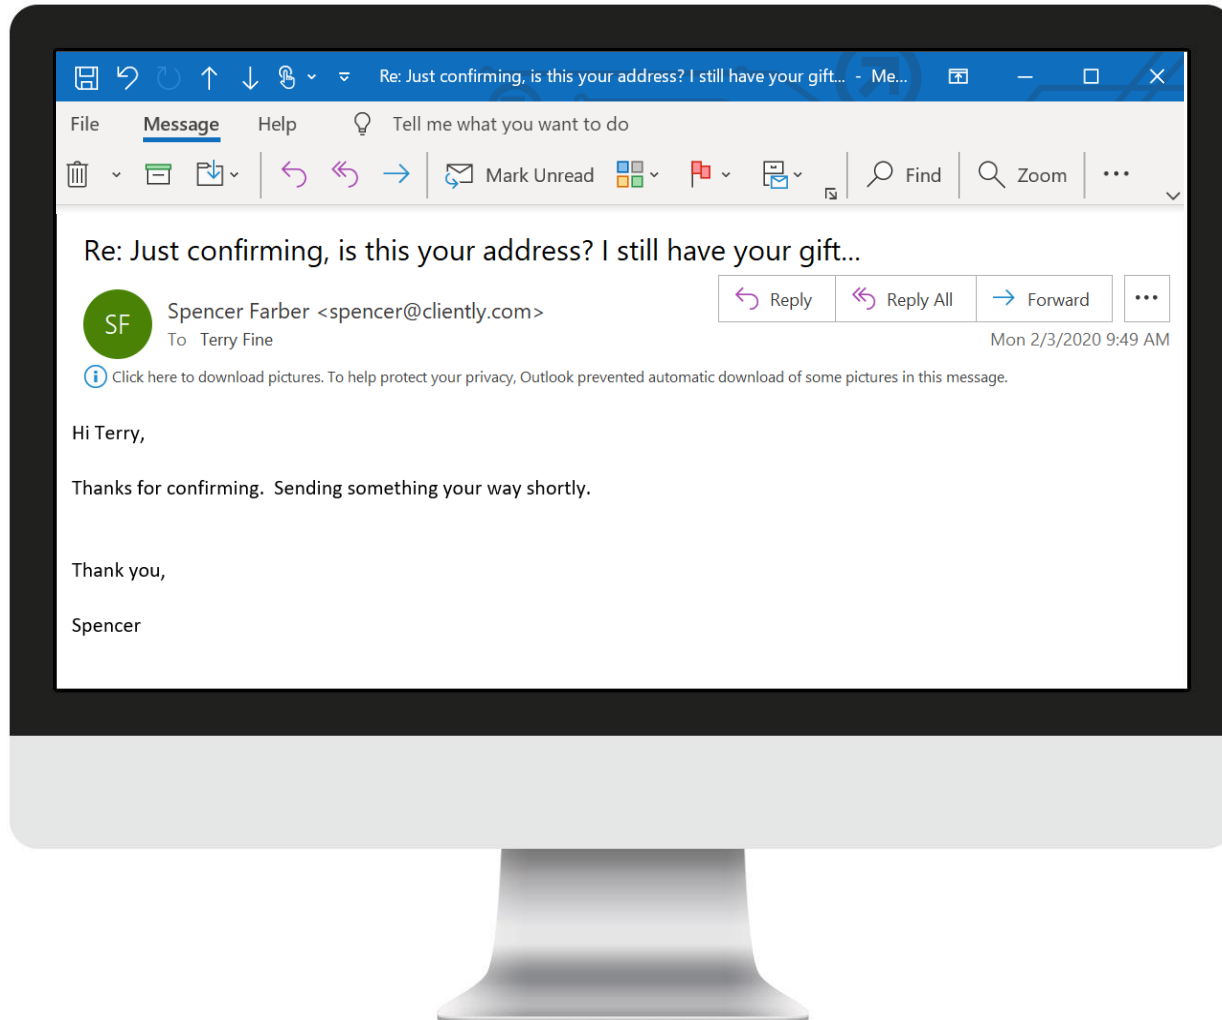 Re: Just confirming, is this your address? I still have your gift... - Me...
File Message Help Tell me what you want to do
Mark Unread Find Zoom
Re: Just confirming, is this your address? I still have your gift...
SF
Spencer Farber <spencer@cliently.com>
To Terry Fine
Reply Reply All Forward
Mon 2/3/2020 9:49 AM
Click here to download pictures. To help protect your privacy, Outlook prevented automatic download of some pictures in this message.
Hi Terry,
Thanks for confirming.  Sending something your way shortly.
Thank you,
Spencer